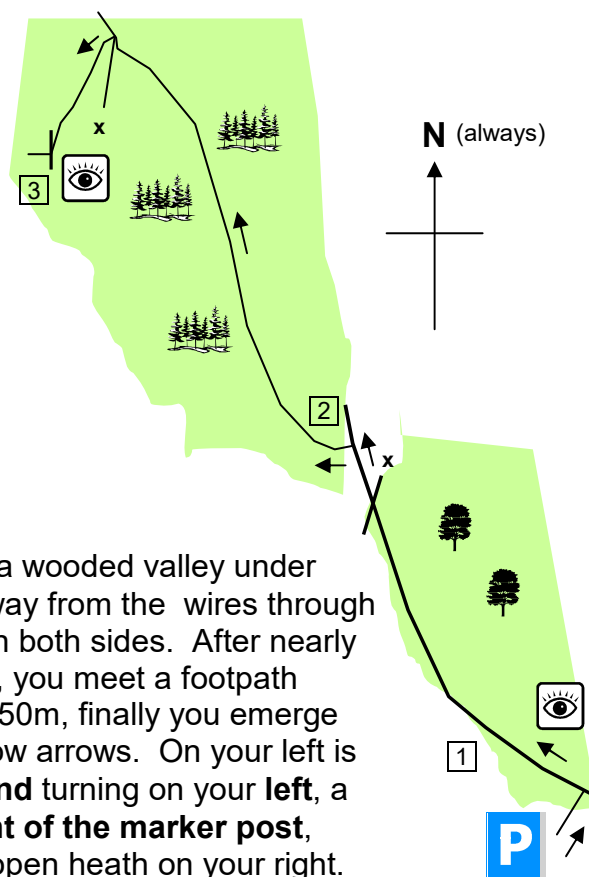 x
N (always)
3
2
x
a wooded valley under
way from the wires through
both sides. After nearly
, you meet a footpath
50m, finally you emerge
ow arrows. On your left is
turning on your left, a
of the marker post,
open heath on your right.
1
P